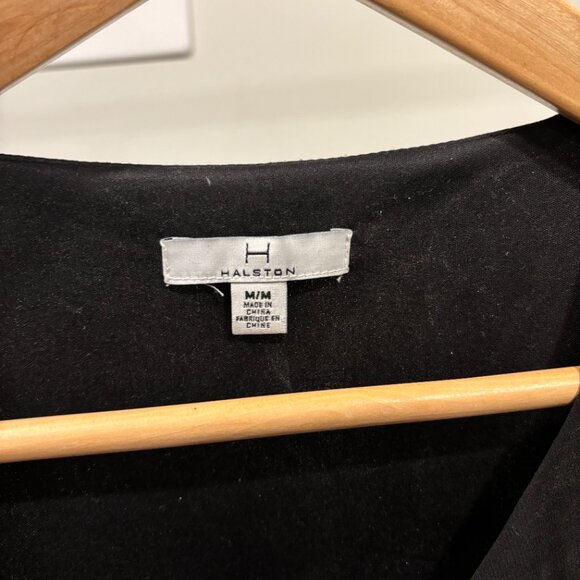 H
HALSTON
M/M
MADE IN
CHINA
FABRIQUÉ EN
CHINE